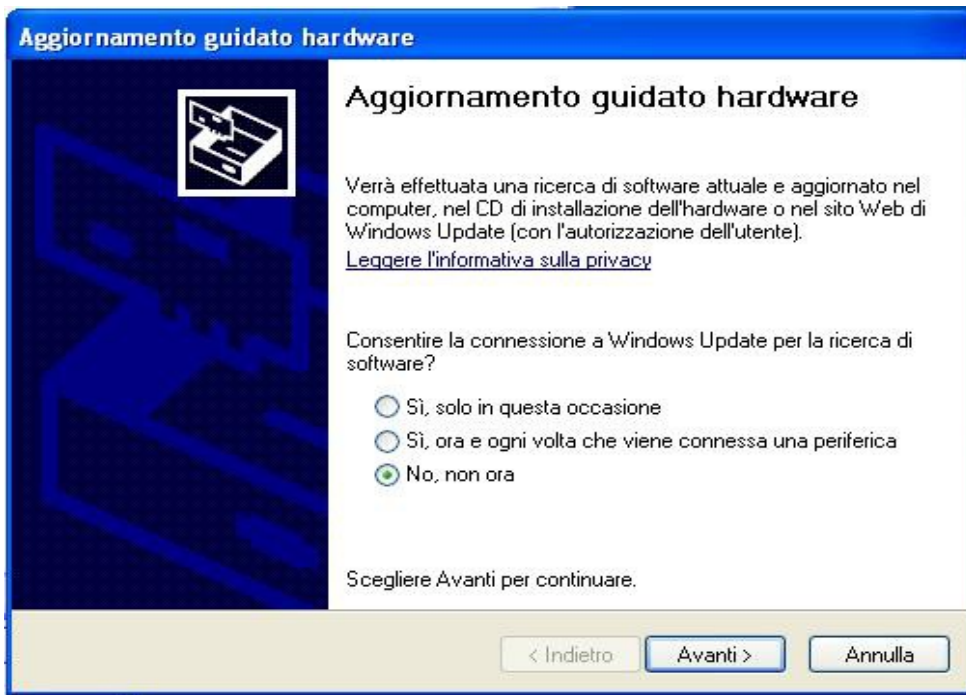 Aggiornamento guidato hardware
Aggiornamento guidato hardware
Verrà effettuata una ricerca di software attuale e aggiornato nel
computer, nel CD di installazione dell'hardware o nel sito Web di
Windows Update (con l'autorizzazione dell'utente).
Leggere l'informativa sulla privacy
Consentire la connessione a Windows Update per la ricerca di
software?
Sì, solo in questa occasione
Sì, ora e ogni volta che viene connessa una periferica
No, non ora
Scegliere Avanti per continuare.
< Indietro Avanti > Annulla